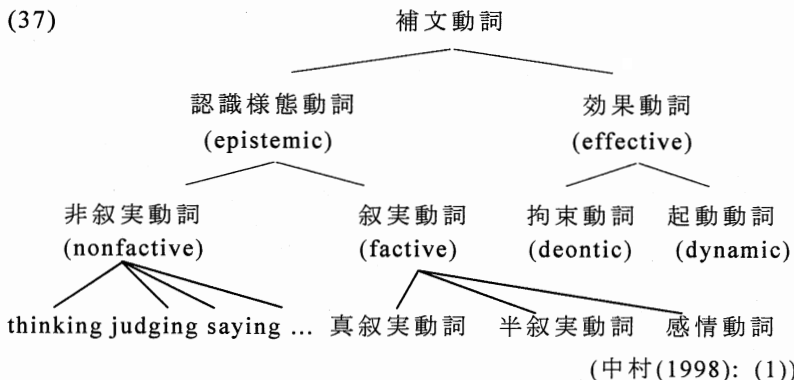 (37) 補文動詞
認識様態動詞 効果動詞
(epistemic) (effective)
非叙実動詞 叙実動詞 拘束動詞 起動動詞
(nonfactive) (factive) (deontic) (dynamic)
thinking judging saying ... 真叙実動詞 半叙実動詞 感情動詞
(中村(1998): (1))